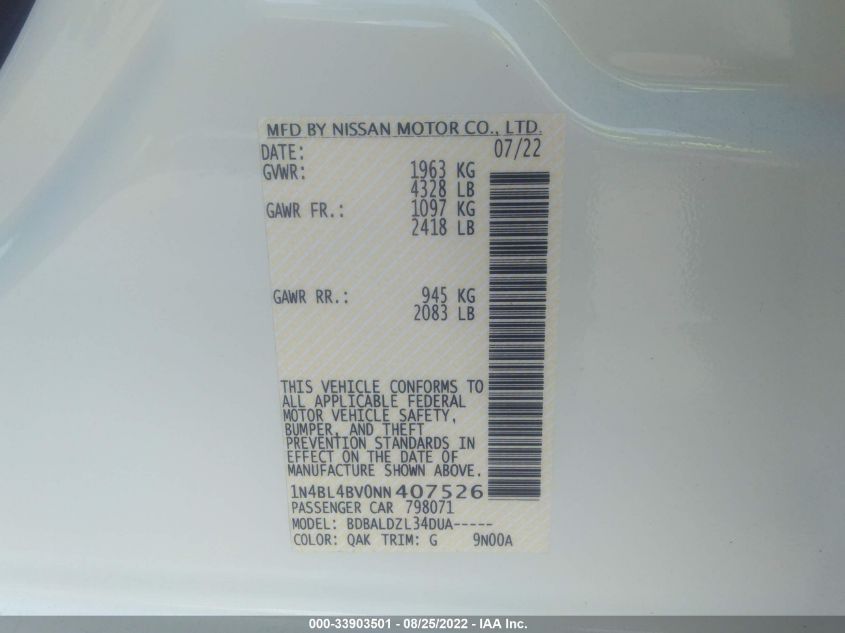 MFD BY NISSAN MOTOR CO., LTD.
DATE: 07/22
GVWR: 1963 KG
4328 LB
GAWR FR.: 1097 KG
2418 LB
GAWR RR.: 945 KG
2083 LB
THIS VEHICLE CONFORMS TO
ALL APPLICABLE FEDERAL
MOTOR VEHICLE SAFETY,
BUMPER, AND THEFT
PREVENTION STANDARDS IN
EFFECT ON THE DATE OF
MANUFACTURE SHOWN ABOVE.
1N4BL4BV0NN407526
PASSENGER CAR 798071
MODEL: BDBALDZL34DUA-----
COLOR: QAK TRIM: G 9N00A
000-33903501 - 08/25/2022 - IAA Inc.